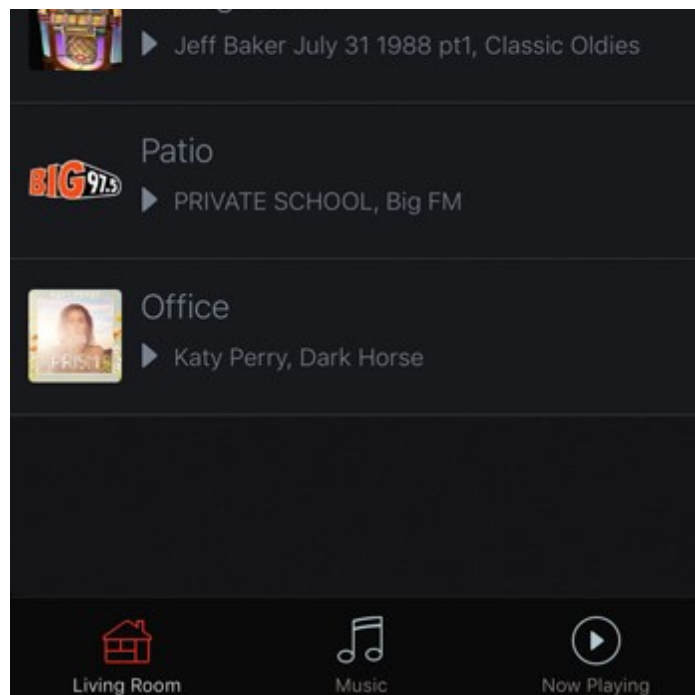 Jeff Baker July 31 1988 pt1, Classic Oldies
Patio
BIG 97.5
PRIVATE SCHOOL, Big FM
Office
PRISM
Katy Perry, Dark Horse
Living Room
Music
Now Playing